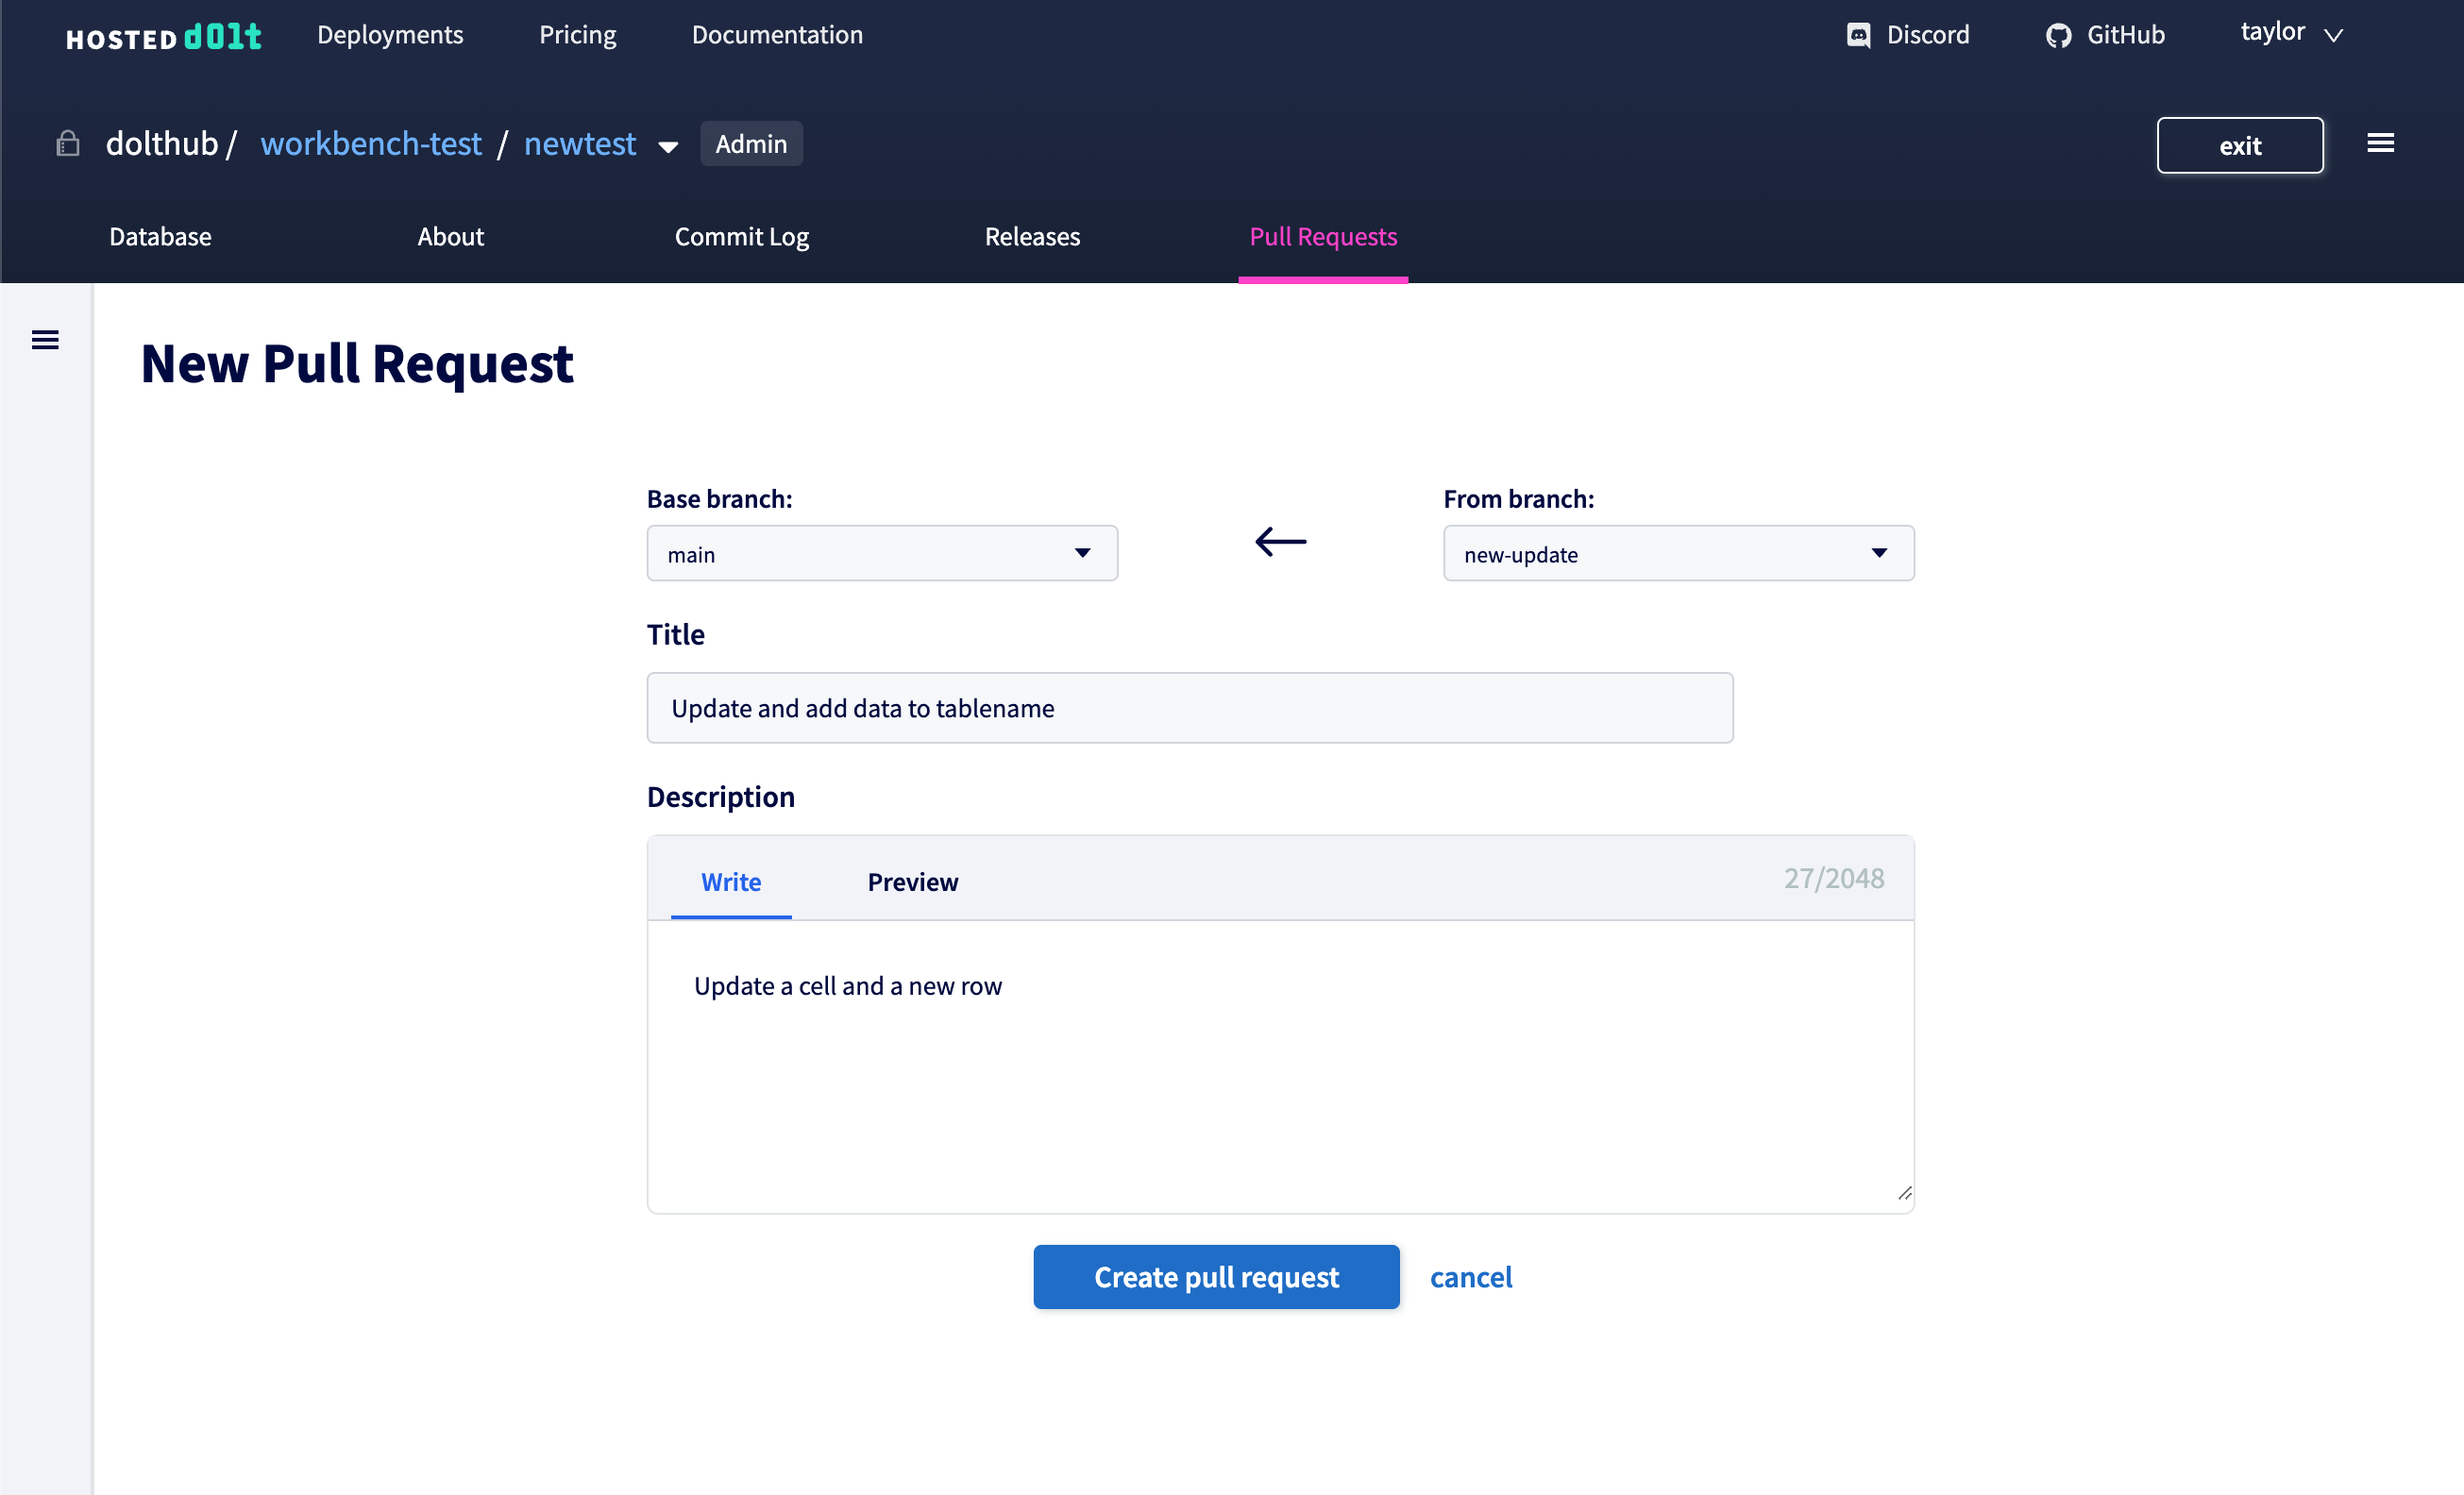 HOSTED dolt Deployments Pricing Documentation Discord GitHub taylor
dolthub / workbench-test / newtest Admin exit
Database About Commit Log Releases Pull Requests
New Pull Request
Base branch: From branch:
main new-update
Title
Update and add data to tablename
Description
Write Preview 27/2048
Update a cell and a new row
Create pull request cancel